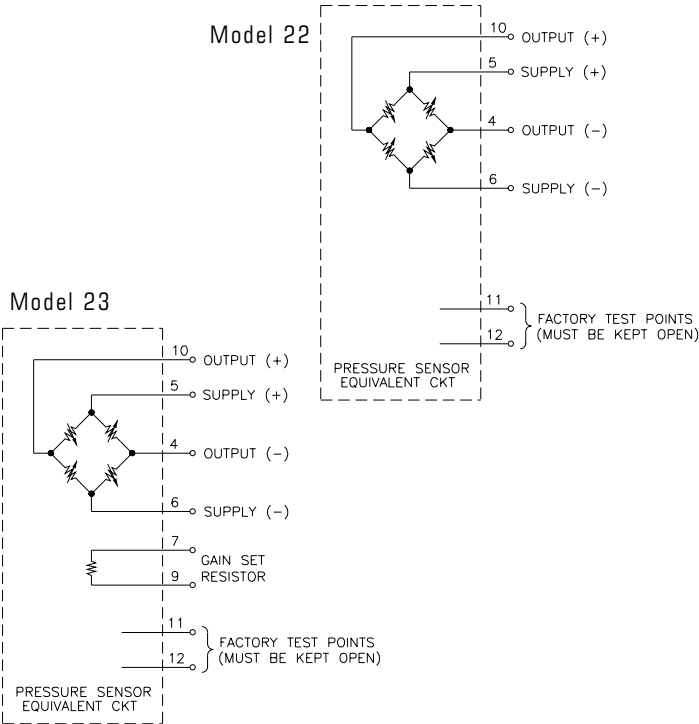 Model 22
10
OUTPUT (+)
5
SUPPLY (+)
4
OUTPUT (−)
6
SUPPLY (−)
11
FACTORY TEST POINTS
12
(MUST BE KEPT OPEN)
PRESSURE SENSOR
EQUIVALENT CKT
Model 23
10
OUTPUT (+)
5
SUPPLY (+)
4
OUTPUT (−)
6
SUPPLY (−)
7
GAIN SET
9
RESISTOR
11
FACTORY TEST POINTS
12
(MUST BE KEPT OPEN)
PRESSURE SENSOR
EQUIVALENT CKT